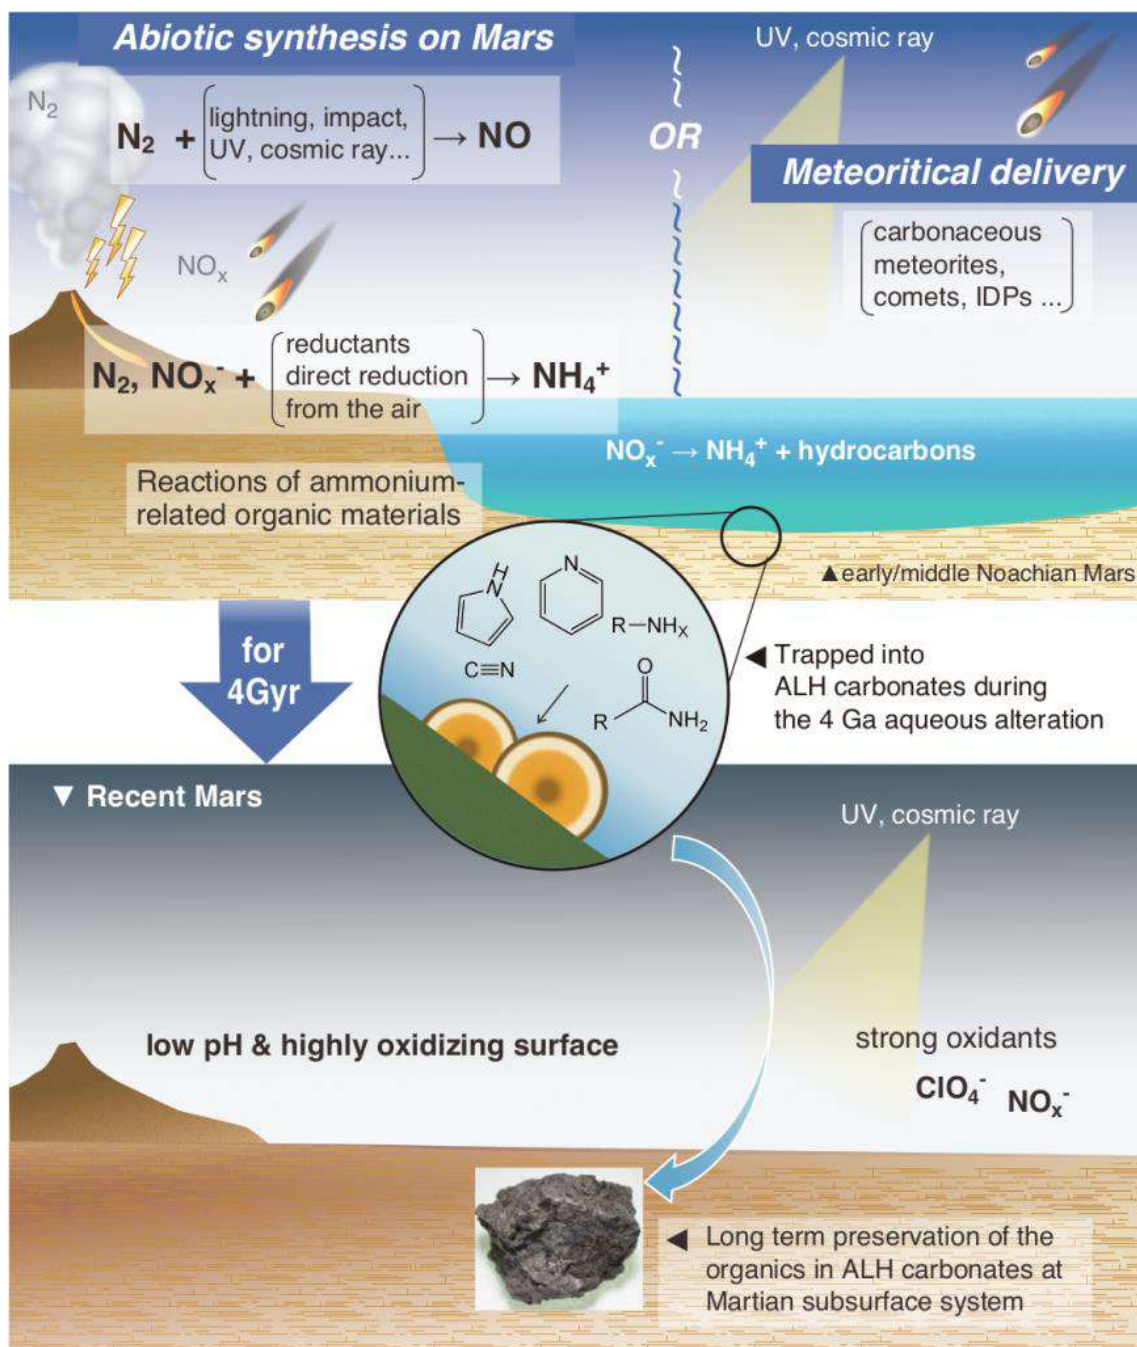 Abiotic synthesis on Mars
N₂
N₂ + (lightning, impact,
UV, cosmic ray...) → NO
NOₓ
N₂, NOₓ⁻ + (reductants
direct reduction
from the air) → NH₄⁺
OR
UV, cosmic ray
Meteoritical delivery
(carbonaceous
meteorites,
comets, IDPs ...)
NOₓ⁻ → NH₄⁺ + hydrocarbons
Reactions of ammonium-
related organic materials
▲early/middle Noachian Mars
H
N
N
R—NHₓ
C≡N
O
R
NH₂
◀ Trapped into
ALH carbonates during
the 4 Ga aqueous alteration
for
4Gyr
▼ Recent Mars
UV, cosmic ray
low pH & highly oxidizing surface
strong oxidants
ClO₄⁻ NOₓ⁻
◀ Long term preservation of the
organics in ALH carbonates at
Martian subsurface system